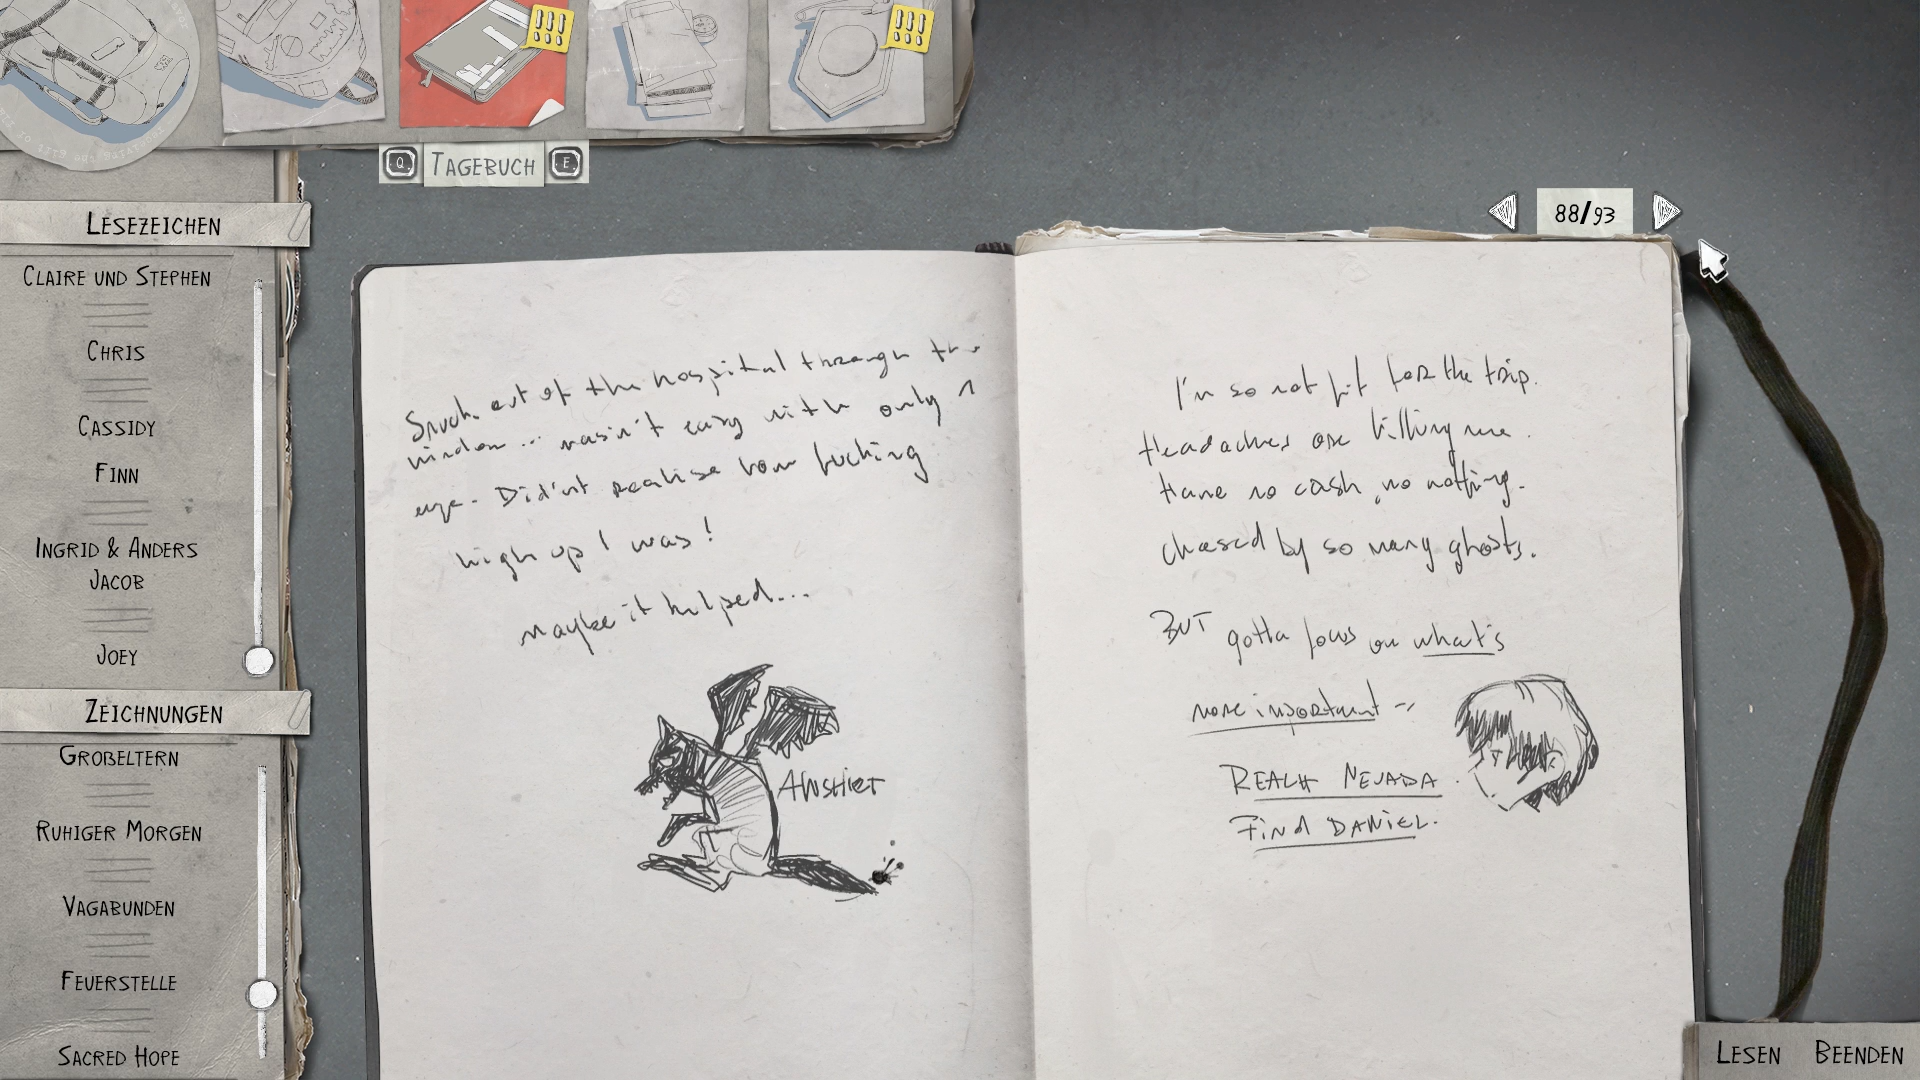 Q TAGEBUCH E
88/93
LESEZEICHEN
CLAIRE UND STEPHEN
CHRIS
CASSIDY
FINN
INGRID & ANDERS
JACOB
JOEY
ZEICHNUNGEN
GROßELTERN
RUHIGER MORGEN
VAGABUNDEN
FEUERSTELLE
SACRED HOPE
out of the hospital through the
window... wasn't easy with only 1
eye. Didn't realise how fucking
high up I was!
maybe it helped...
I'm so not fit for the trip.
Headaches are killing me.
Have no cash, no nothing.
chased by so many ghosts.
BUT gotta focus on what's
more important --
REACH NEVADA.
Find DANiEL.
LESEN BEENDEN